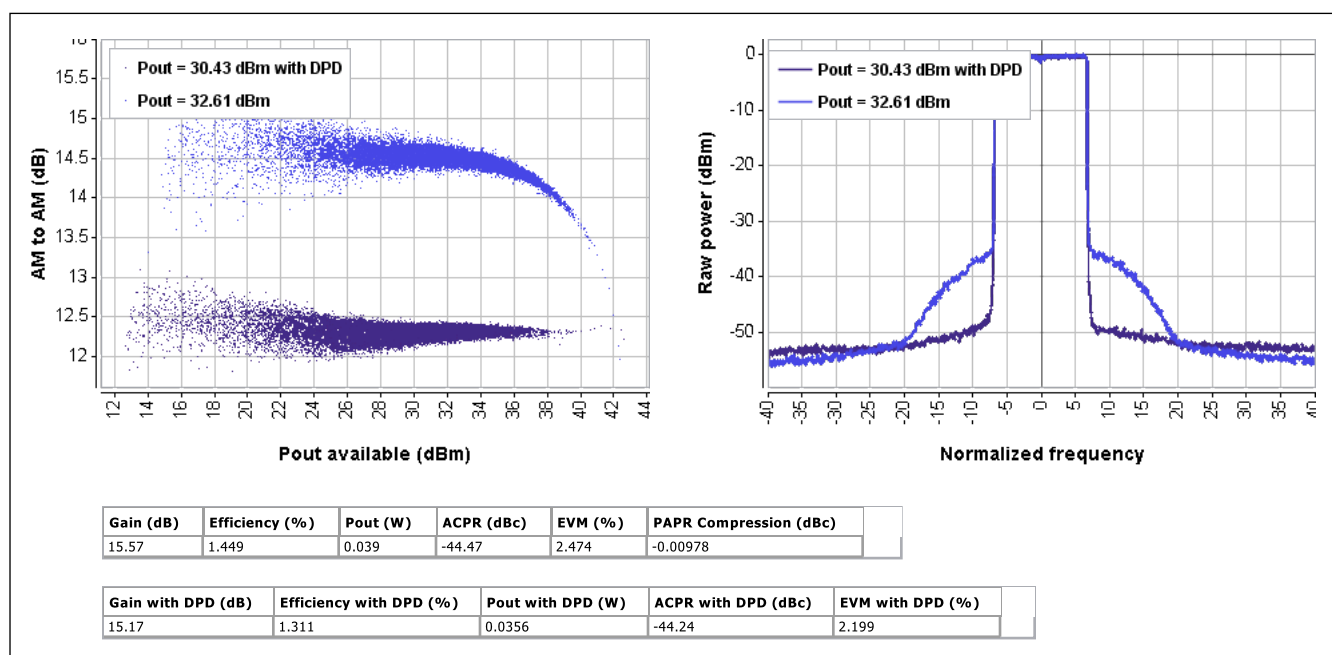 16
15.5
15
14.5
14
13.5
13
12.5
12
AM to AM (dB)
Pout = 30.43 dBm with DPD
Pout = 32.61 dBm
12 14 16 18 20 22 24 26 28 30 32 34 36 38 40 42 44
Pout available (dBm)
0
-10
-20
-30
-40
-50
Raw power (dBm)
Pout = 30.43 dBm with DPD
Pout = 32.61 dBm
-40 -35 -30 -25 -20 -15 -10 -5 0 5 10 15 20 25 30 35 40
Normalized frequency
Gain (dB) Efficiency (%) Pout (W) ACPR (dBc) EVM (%) PAPR Compression (dBc)
15.57 1.449 0.039 -44.47 2.474 -0.00978
Gain with DPD (dB) Efficiency with DPD (%) Pout with DPD (W) ACPR with DPD (dBc) EVM with DPD (%)
15.17 1.311 0.0356 -44.24 2.199